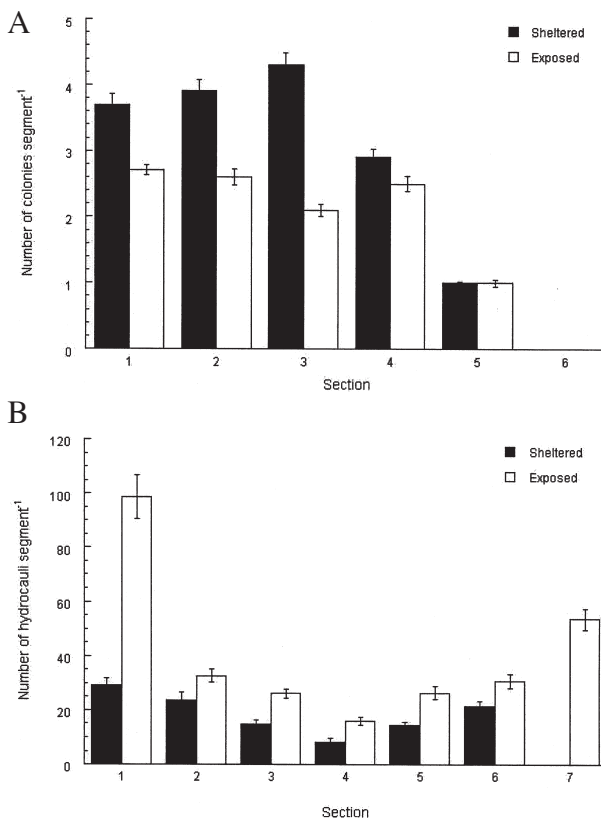 A
Sheltered
Exposed
Number of colonies segment-1
5
4
3
2
1
0
1 2 3 4 5 6
Section
B
Sheltered
Exposed
Number of hydrocauli segment-1
120
100
80
60
40
20
0
1 2 3 4 5 6 7
Section